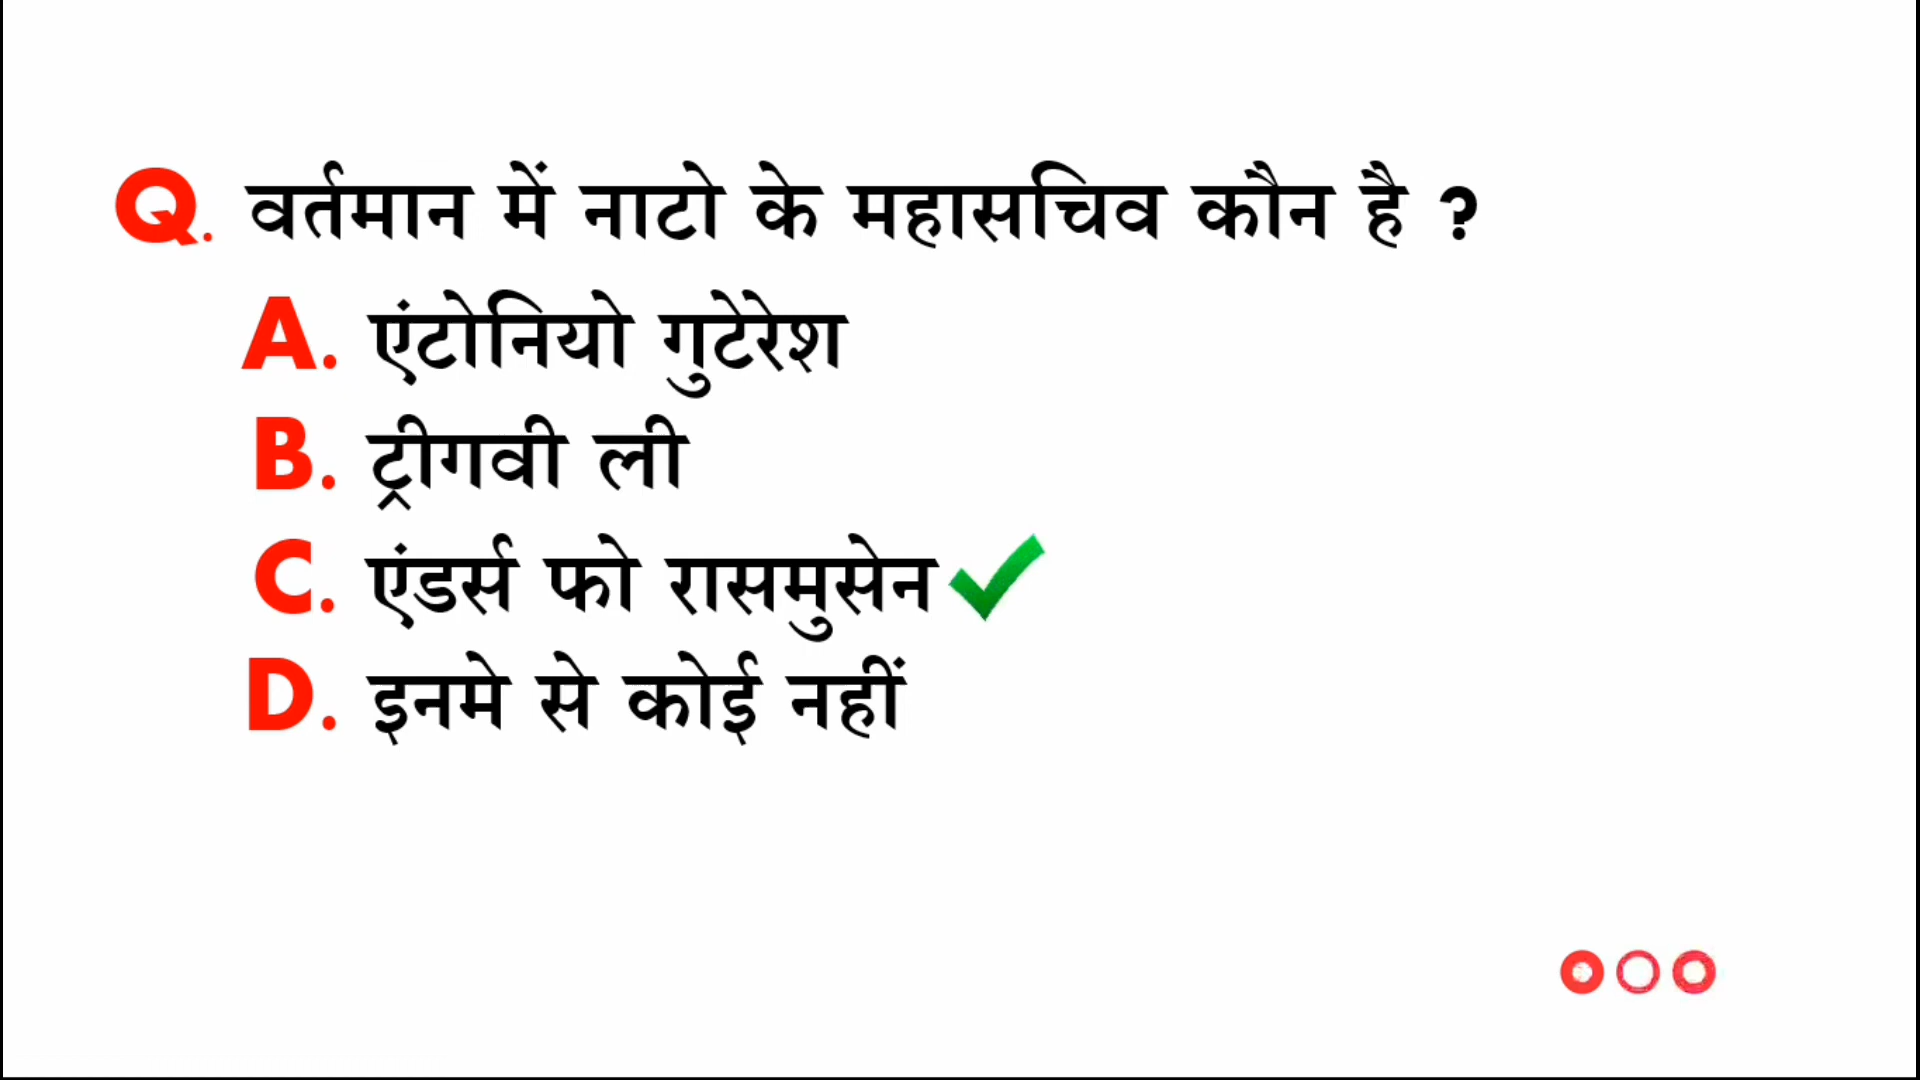 Q. वर्तमान में नाटो के महासचिव कौन है ?
A. एंटोनियो गुटेरेश
B. ट्रीगवी ली
C. एंडर्स फो रासमुसेन
D. इनमे से कोई नहीं